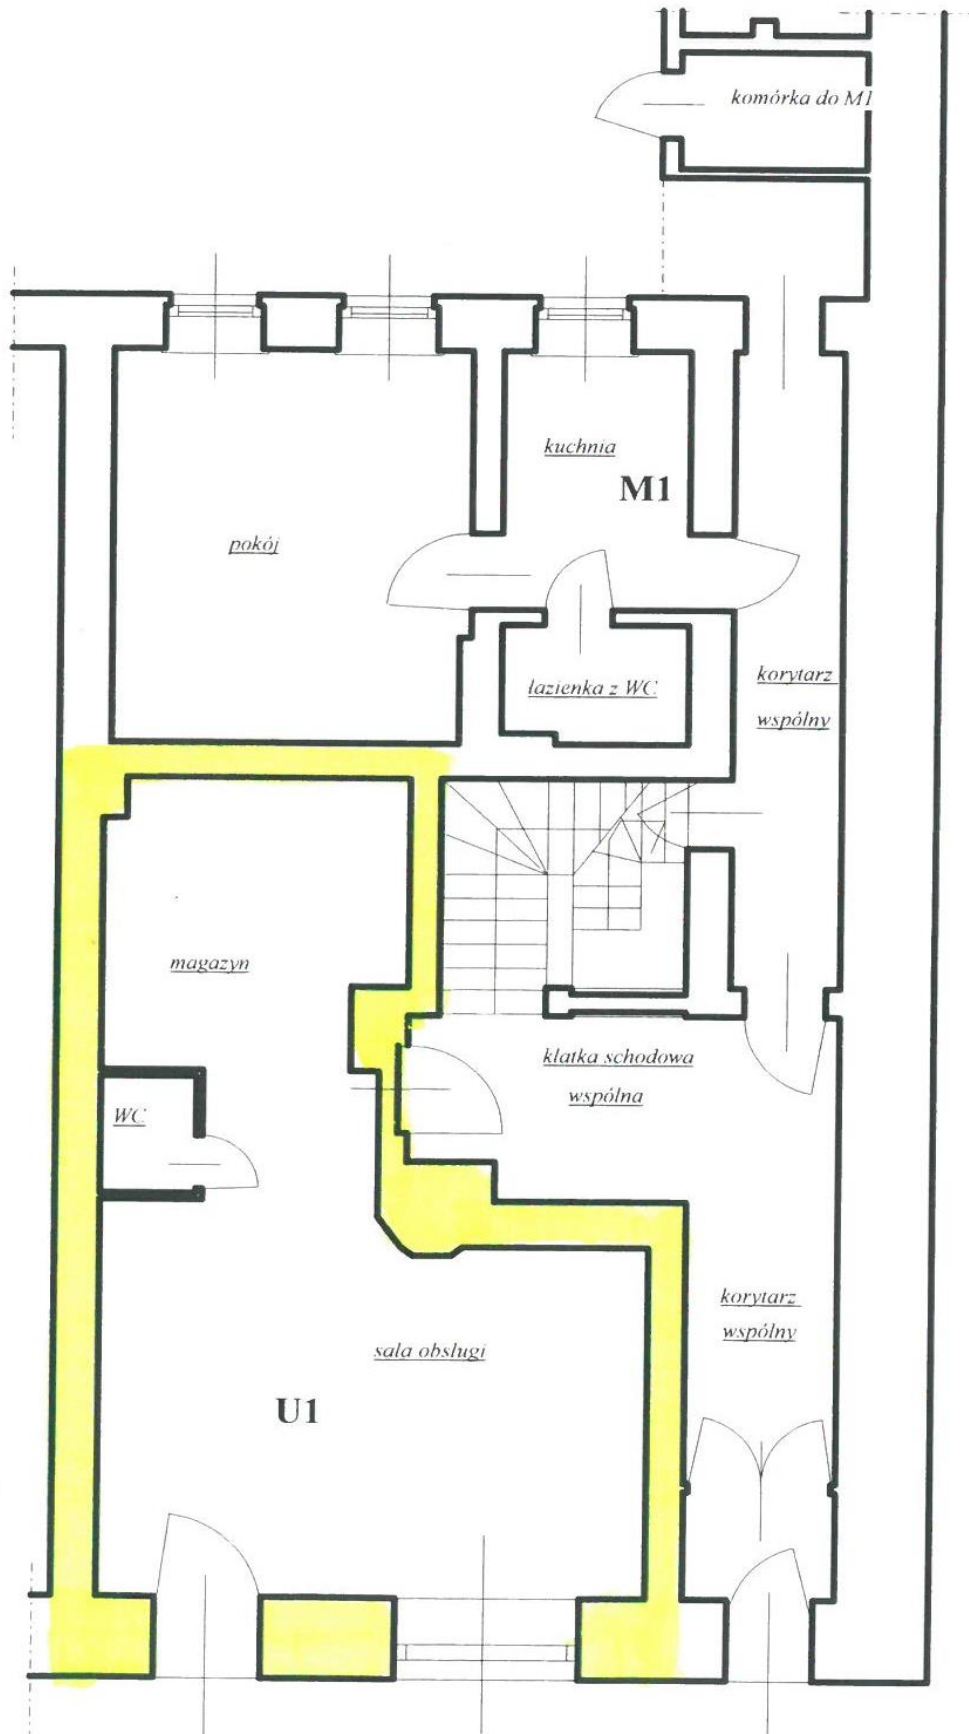 komórka do M1
kuchnia
M1
pokój
łazienka z WC
korytarz
wspólny
magazyn
klatka schodowa
wspólna
WC
korytarz
wspólny
sala obsługi
U1